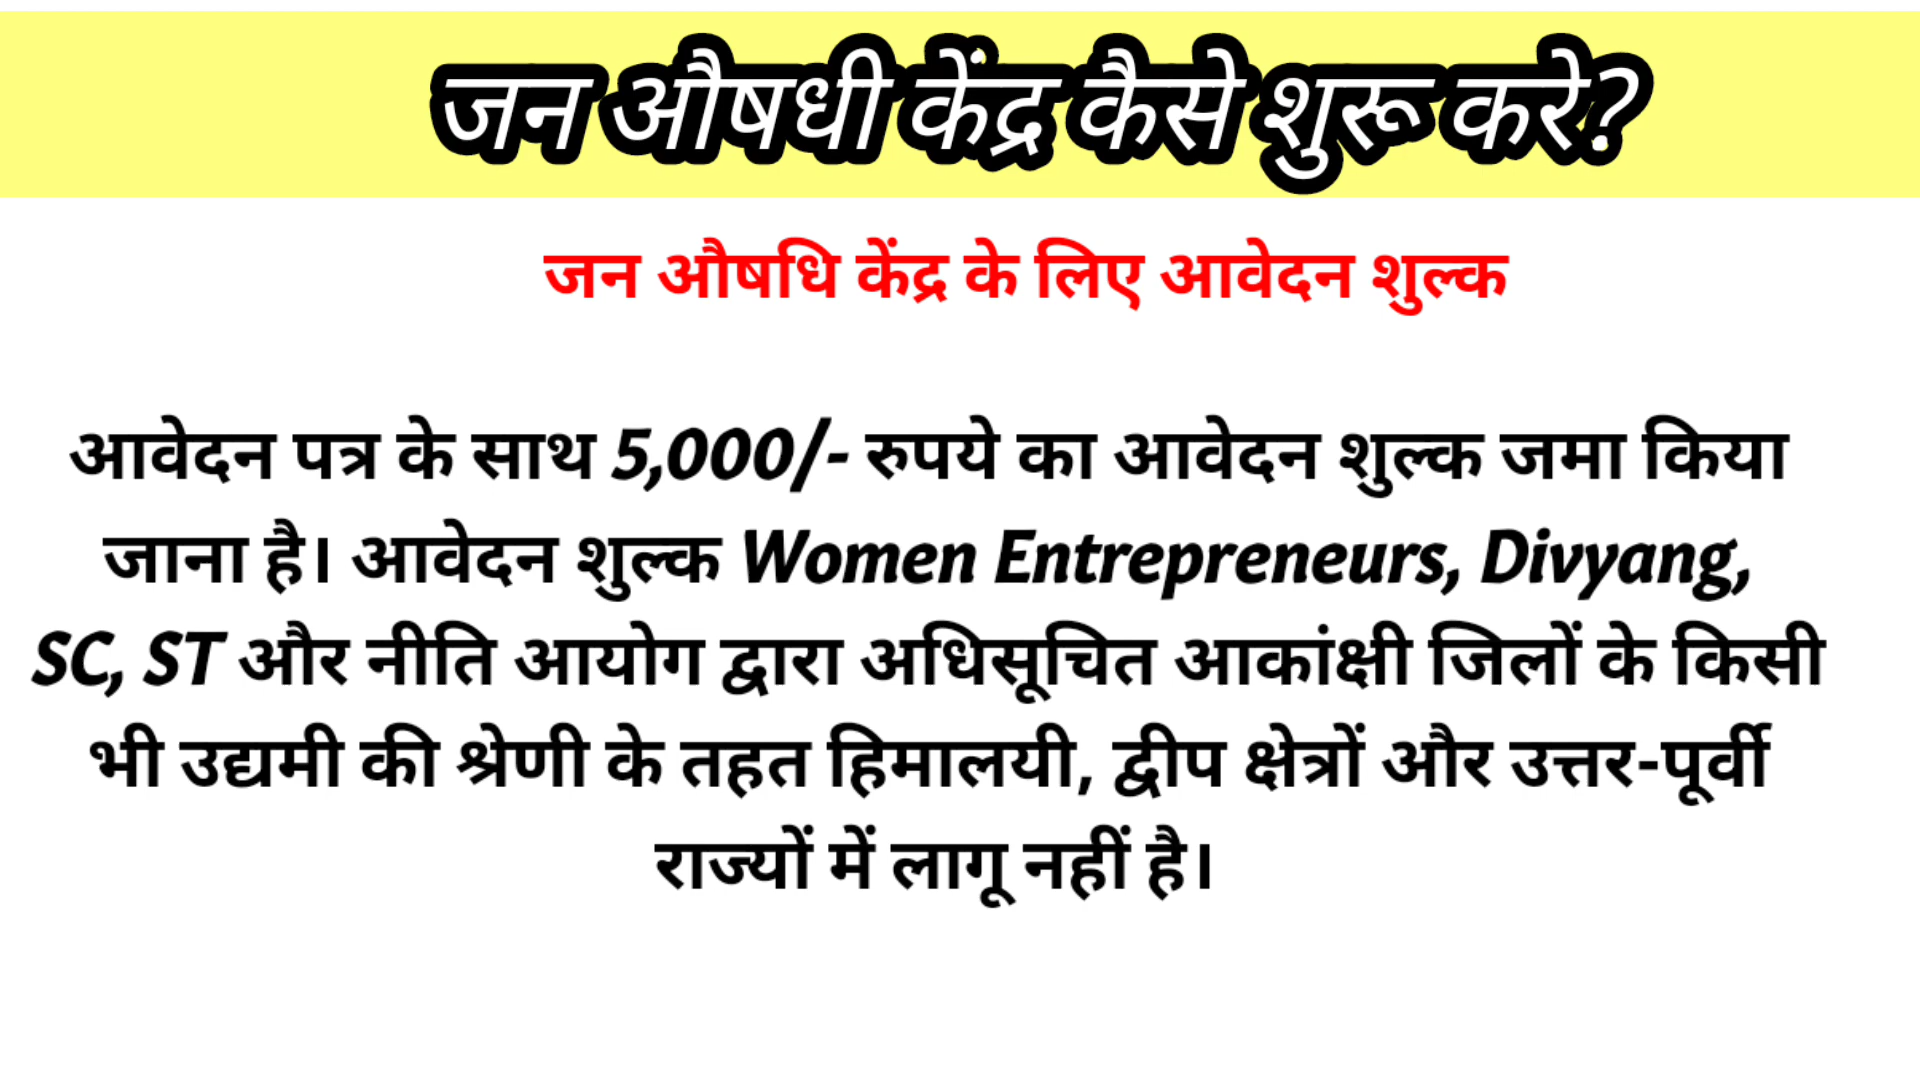 जन औषधी केंद्र कैसे शुरू करे?
जन औषधि केंद्र के लिए आवेदन शुल्क
आवेदन पत्र के साथ 5,000/- रुपये का आवेदन शुल्क जमा किया
जाना है। आवेदन शुल्क Women Entrepreneurs, Divyang,
SC, ST और नीति आयोग द्वारा अधिसूचित आकांक्षी जिलों के किसी
भी उद्यमी की श्रेणी के तहत हिमालयी, द्वीप क्षेत्रों और उत्तर-पूर्वी
राज्यों में लागू नहीं है।